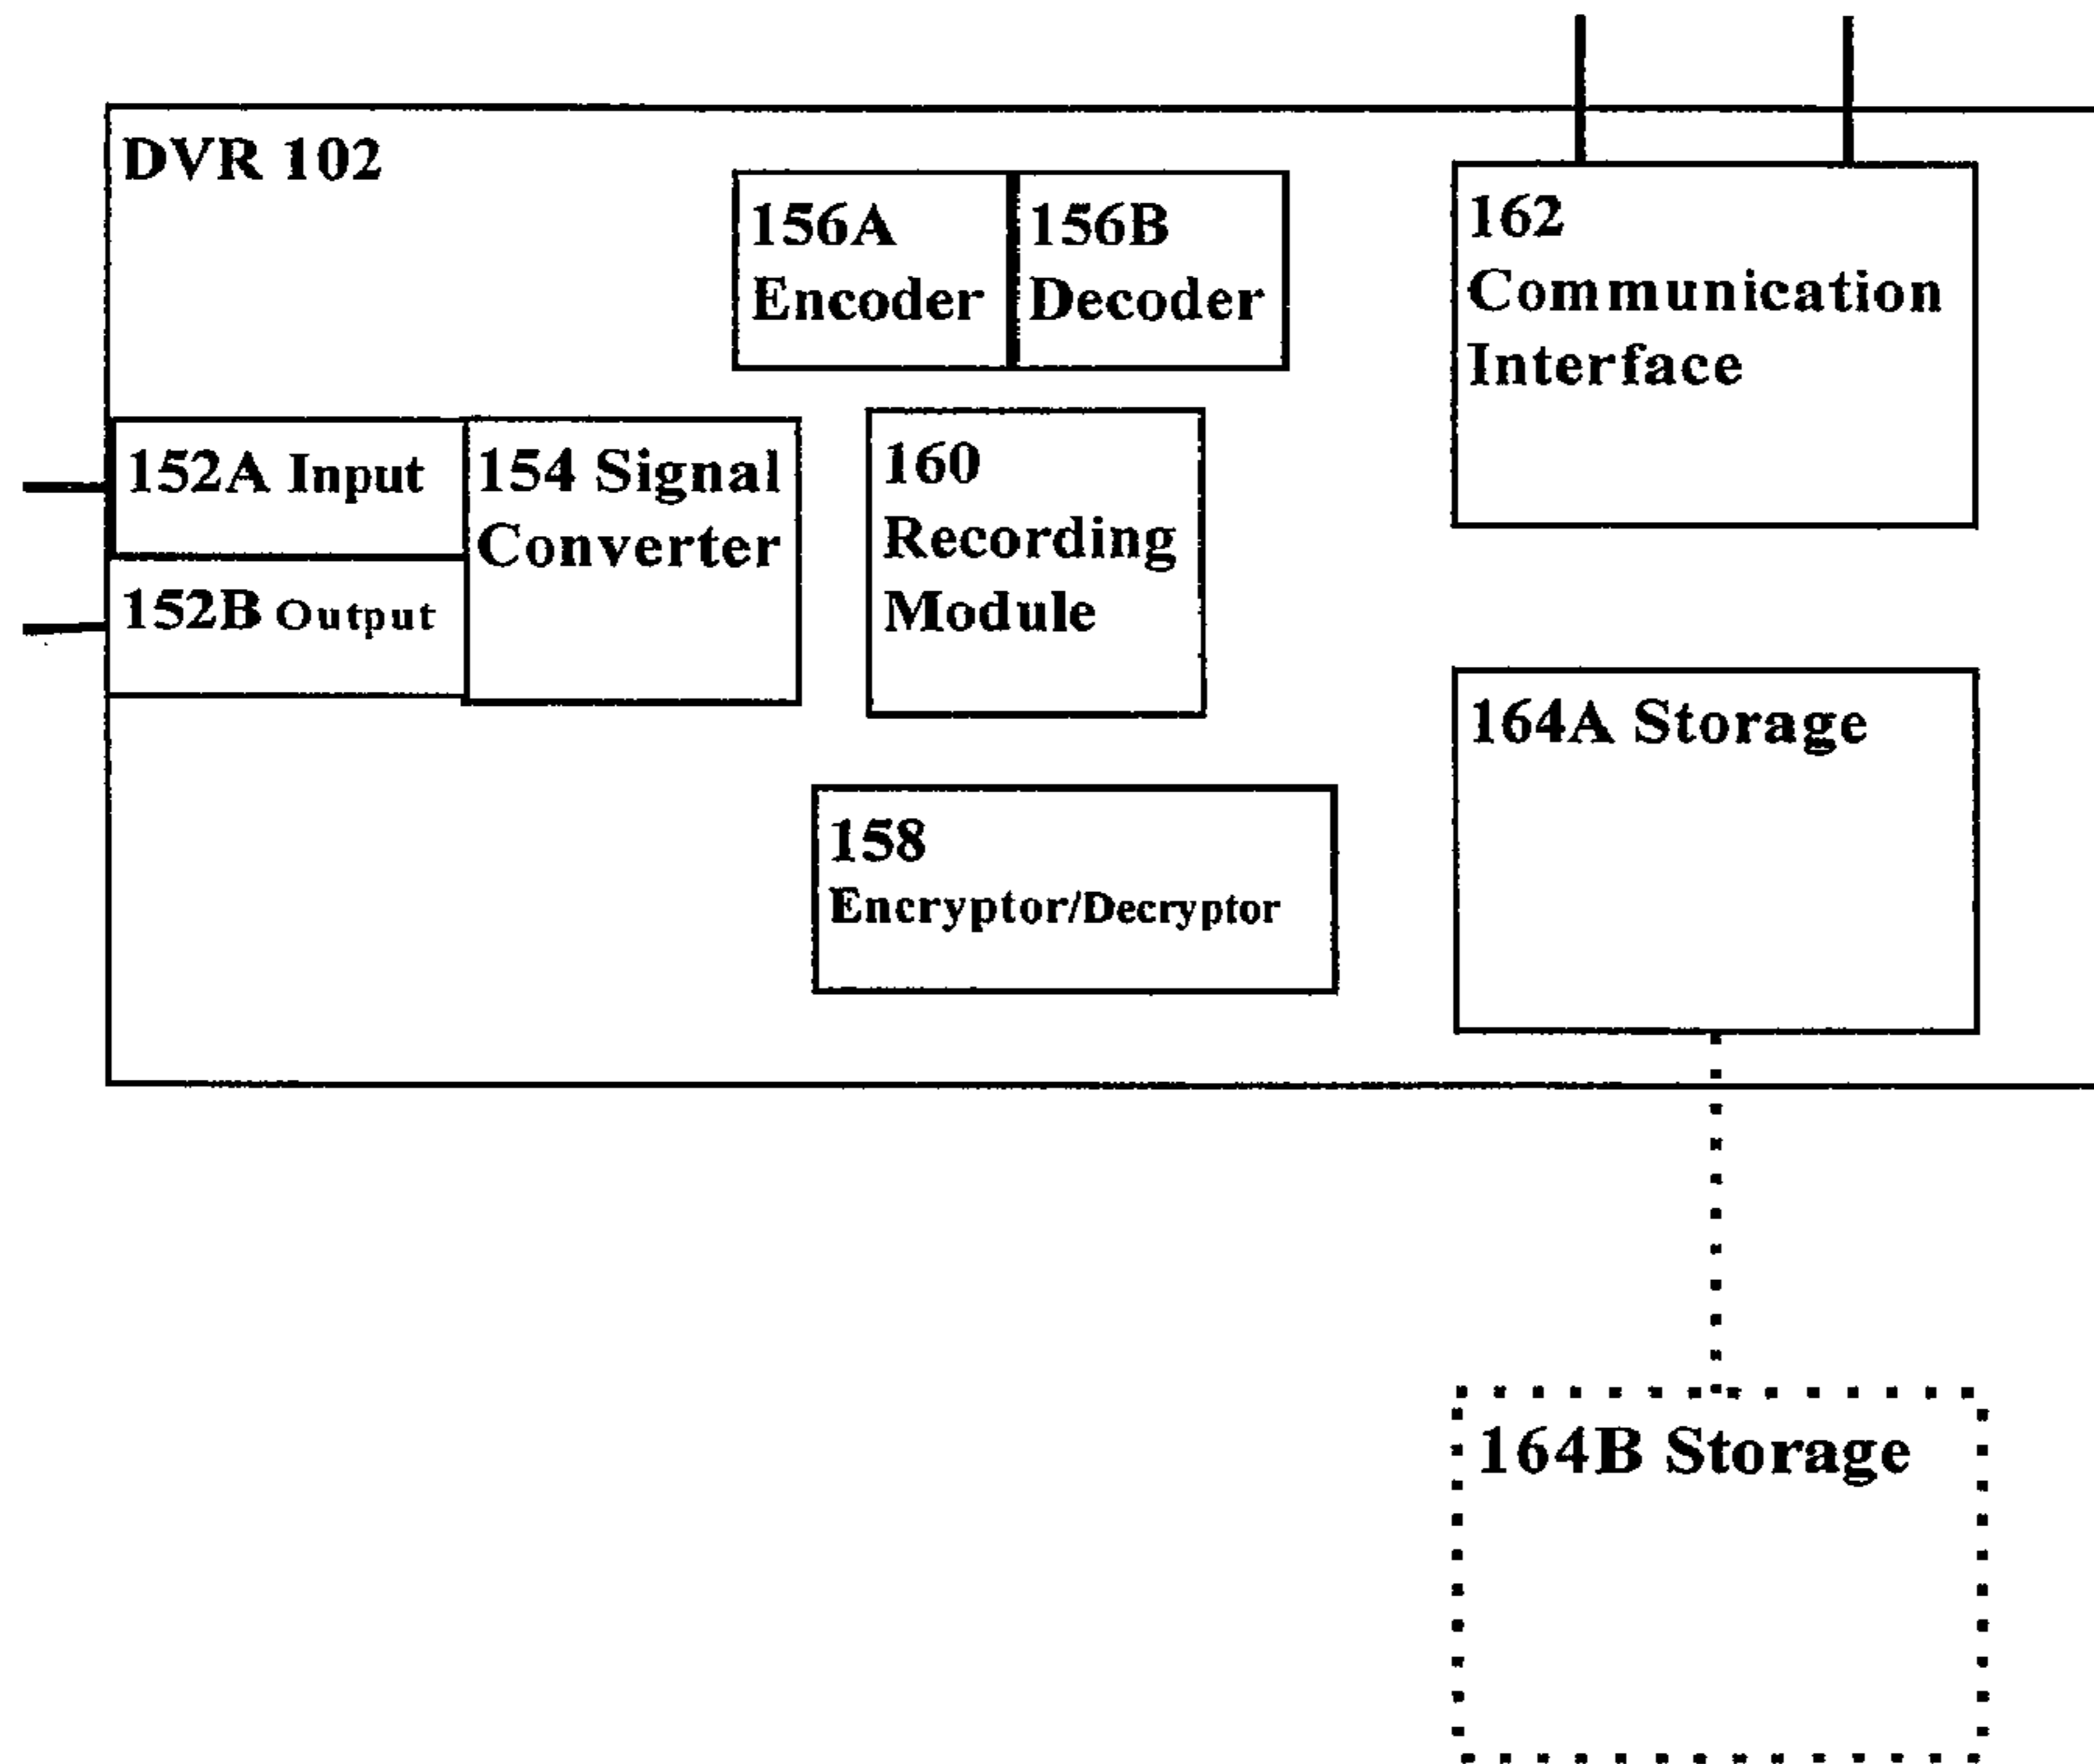 DVR 102
156A
Encoder
156B
Decoder
162
Communication
Interface
152A Input
152B Output
154 Signal
Converter
160
Recording
Module
164A Storage
158
Encryptor/Decryptor
164B Storage